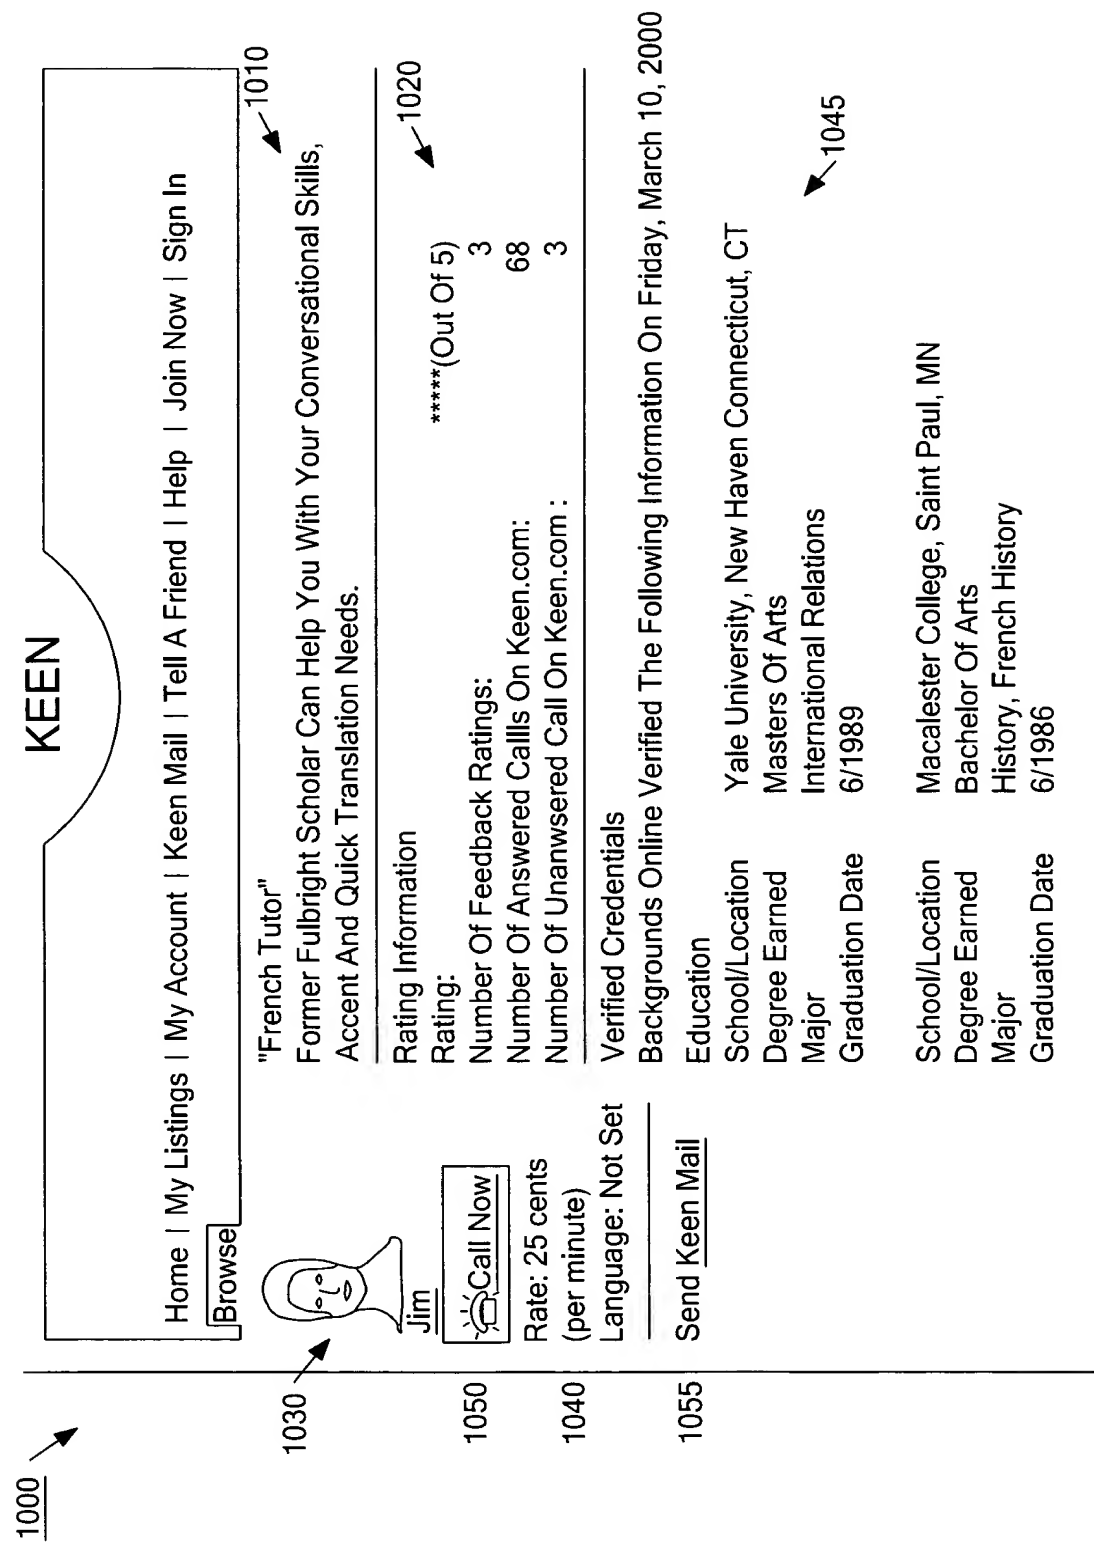 1000
KEEN
Home | My Listings | My Account | Keen Mail | Tell A Friend | Help | Join Now | Sign In
Browse
1010
1030
Jim
1050
Call Now
1040
Rate: 25 cents
(per minute)
Language: Not Set
1055
Send Keen Mail
"French Tutor"
Former Fulbright Scholar Can Help You With Your Conversational Skills,
Accent And Quick Translation Needs.
1020
Rating Information
Rating: *****(Out Of 5)
Number Of Feedback Ratings: 3
Number Of Answered Callls On Keen.com: 68
Number Of Unanwsered Call On Keen.com : 3
Verified Credentials
Backgrounds Online Verified The Following Information On Friday, March 10, 2000
Education
1045
School/Location Yale University, New Haven Connecticut, CT
Degree Earned Masters Of Arts
Major International Relations
Graduation Date 6/1989
School/Location Macalester College, Saint Paul, MN
Degree Earned Bachelor Of Arts
Major History, French History
Graduation Date 6/1986